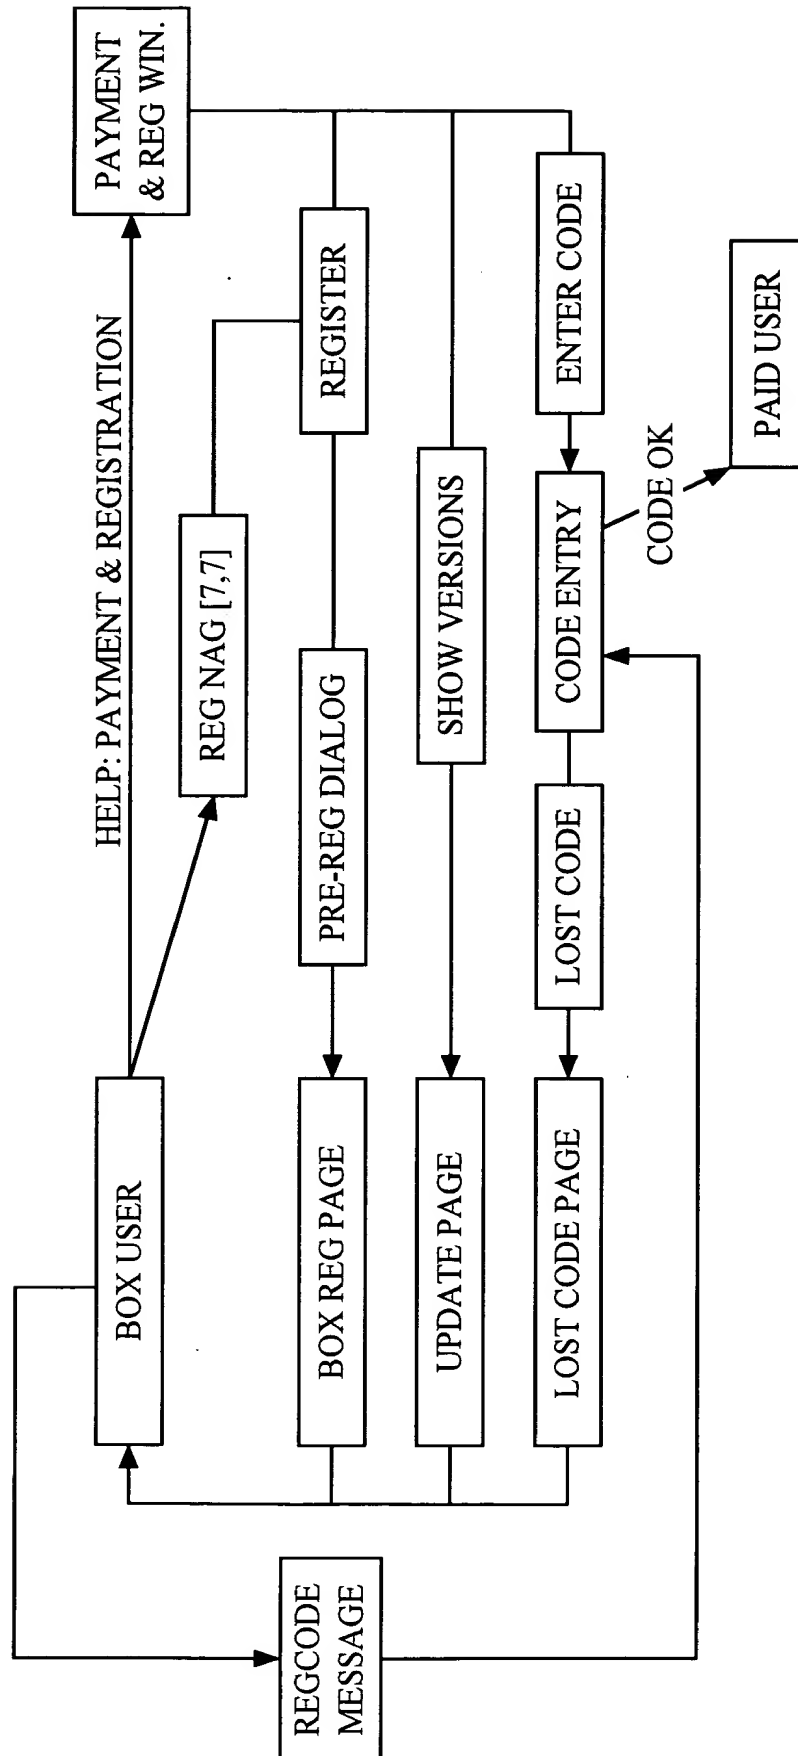 HELP: PAYMENT & REGISTRATION
BOX USER
PAYMENT
& REG WIN.
REG NAG [7,7]
REGCODE
MESSAGE
BOX REG PAGE
PRE-REG DIALOG
REGISTER
UPDATE PAGE
SHOW VERSIONS
LOST CODE PAGE
LOST CODE
CODE ENTRY
ENTER CODE
CODE OK
PAID USER